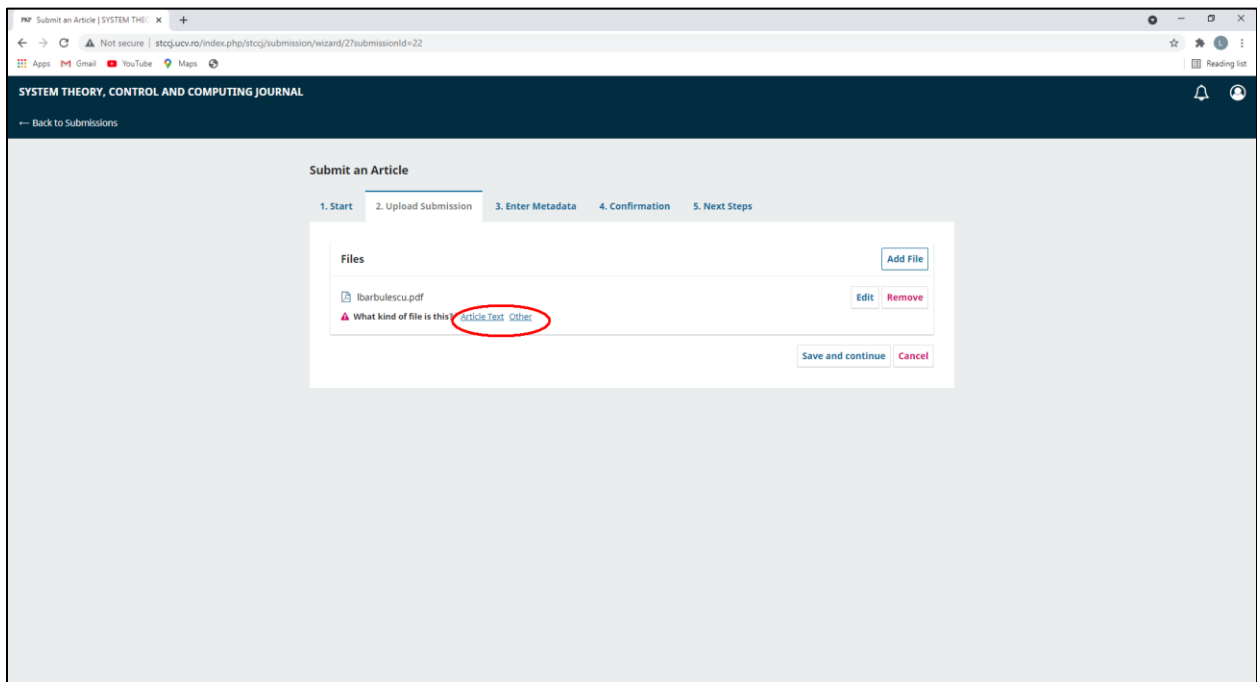 PKP Submit an Article | SYSTEM THEO
Not secure | stccj.ucv.ro/index.php/stccj/submission/wizard/2?submissionId=22
Apps Gmail YouTube Maps Reading list
SYSTEM THEORY, CONTROL AND COMPUTING JOURNAL
← Back to Submissions
Submit an Article
1. Start 2. Upload Submission 3. Enter Metadata 4. Confirmation 5. Next Steps
Files Add File
lbarbulescu.pdf Edit Remove
What kind of file is this? Article Text Other
Save and continue Cancel